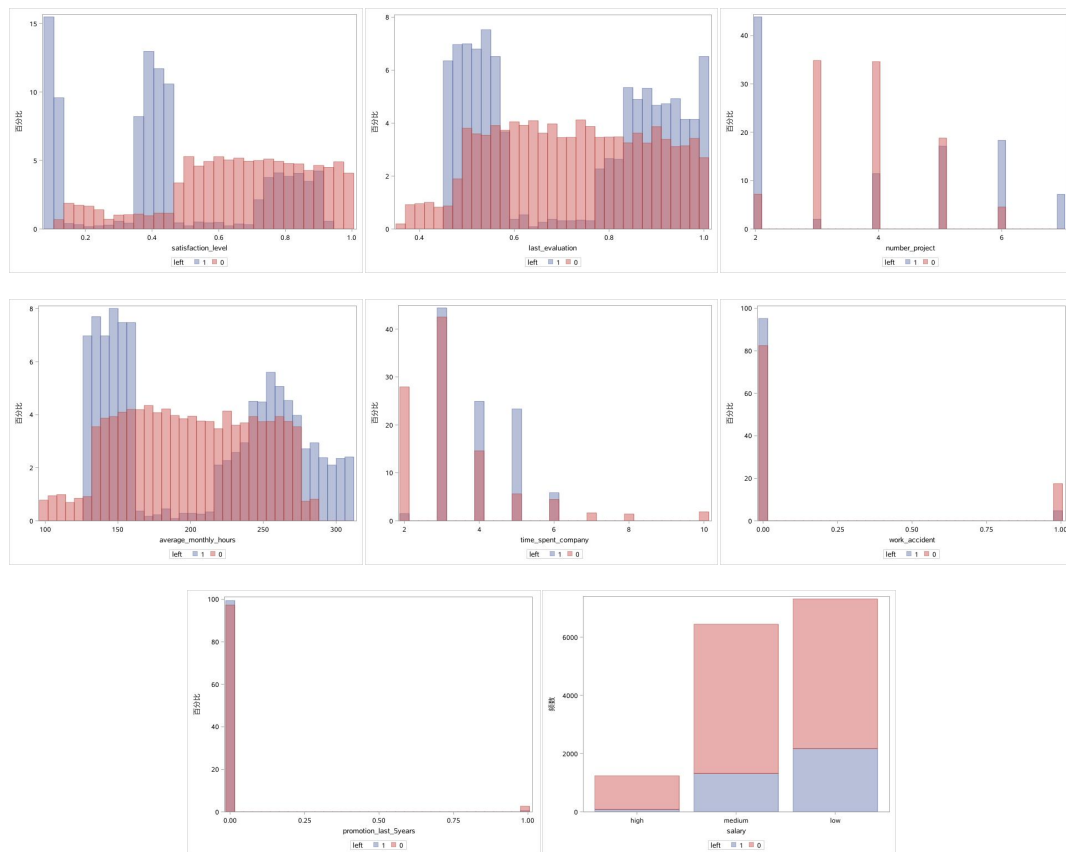 15
10
5
0
百分比
0.2 0.4 0.6 0.8 1.0
satisfaction_level
left 1 0
8
6
4
2
0
百分比
0.4 0.6 0.8 1.0
last_evaluation
left 1 0
40
30
20
10
0
百分比
2 4 6
number_project
left 1 0
8
6
4
2
0
百分比
100 150 200 250 300
average_monthly_hours
left 1 0
40
30
20
10
0
百分比
2 4 6 8 10
time_spent_company
left 1 0
100
80
60
40
20
0
百分比
0.00 0.25 0.50 0.75 1.00
work_accident
left 1 0
100
80
60
40
20
0
百分比
0.00 0.25 0.50 0.75 1.00
promotion_last_5years
left 1 0
6000
4000
2000
0
频数
high medium low
salary
left 1 0